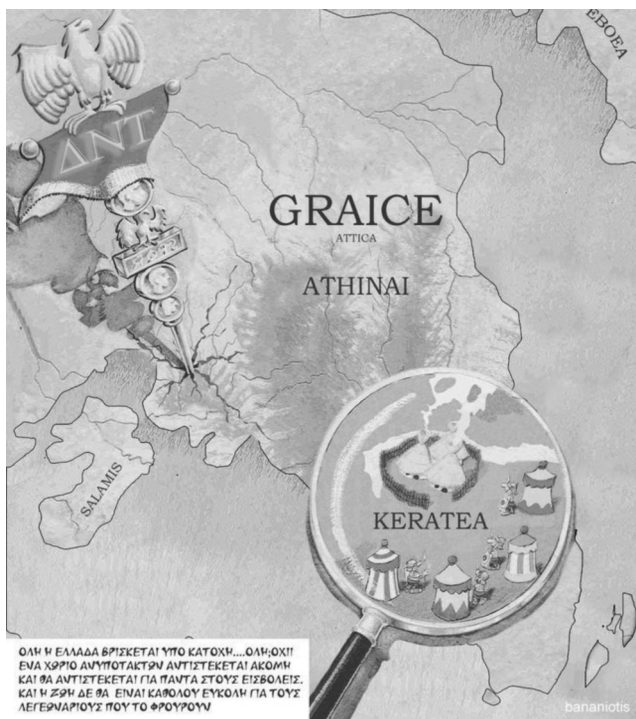 EBOEA
ΔΝΤ
GRAICE
ATTICA
ATHINAI
SALAMIS
KERATEA
ΟΛΗ Η ΕΛΛΑΔΑ ΒΡΙΣΚΕΤΑΙ ΥΠΟ ΚΑΤΟΧΗ....ΟΛΗ;ΟΧΙ!
ΕΝΑ ΧΩΡΙΟ ΑΝΥΠΟΤΑΚΤΩΝ ΑΝΤΙΣΤΕΚΕΤΑΙ ΑΚΟΜΗ
ΚΑΙ ΘΑ ΑΝΤΙΣΤΕΚΕΤΑΙ ΓΙΑ ΠΑΝΤΑ ΣΤΟΥΣ ΕΙΣΒΟΛΕΙΣ.
ΚΑΙ Η ΖΩΗ ΔΕ ΘΑ ΕΙΝΑΙ ΚΑΘΟΛΟΥ ΕΥΚΟΛΗ ΓΙΑ ΤΟΥΣ
ΛΕΓΕΩΝΑΡΙΟΥΣ ΠΟΥ ΤΟ ΦΡΟΥΡΟΥΝ
bananiotis